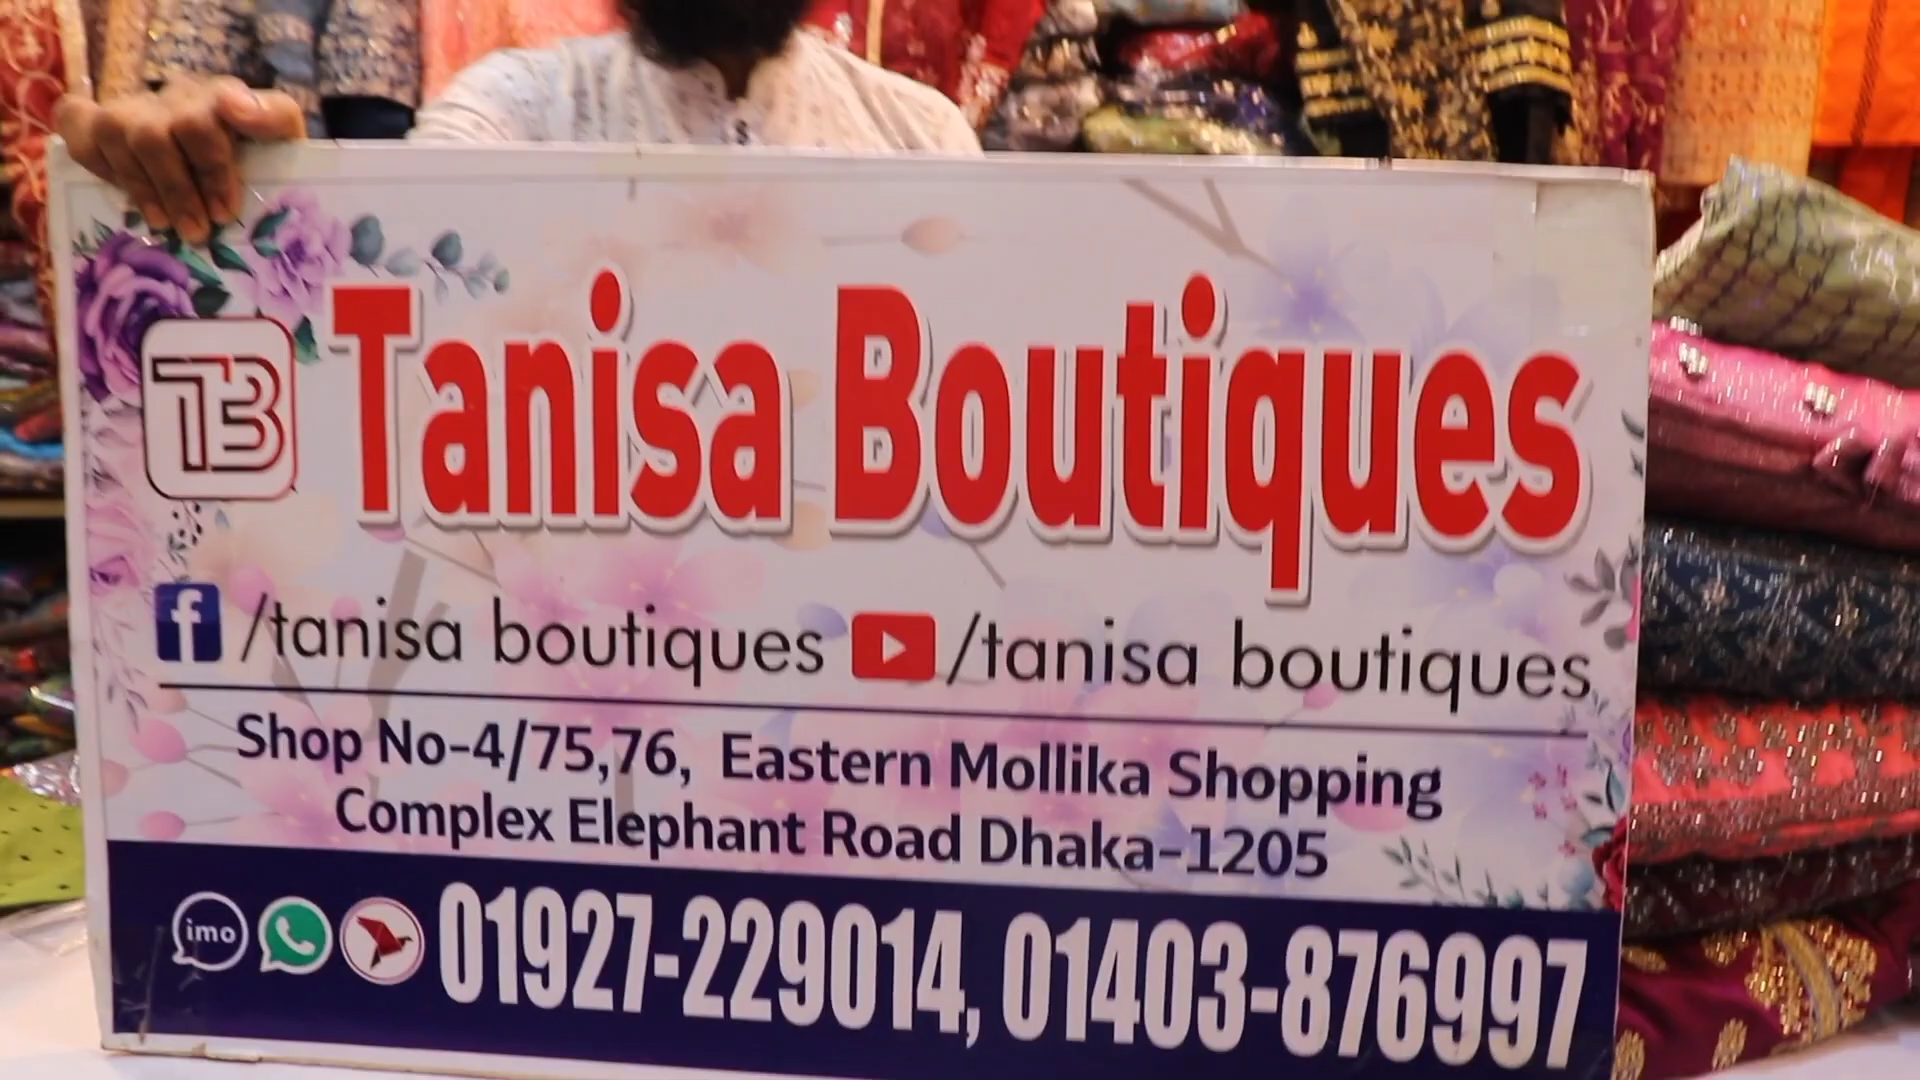 TB Tanisa Boutiques
f /tanisa boutiques /tanisa boutiques
Shop No-4/75,76, Eastern Mollika Shopping
Complex Elephant Road Dhaka-1205
imo 01927-229014, 01403-876997